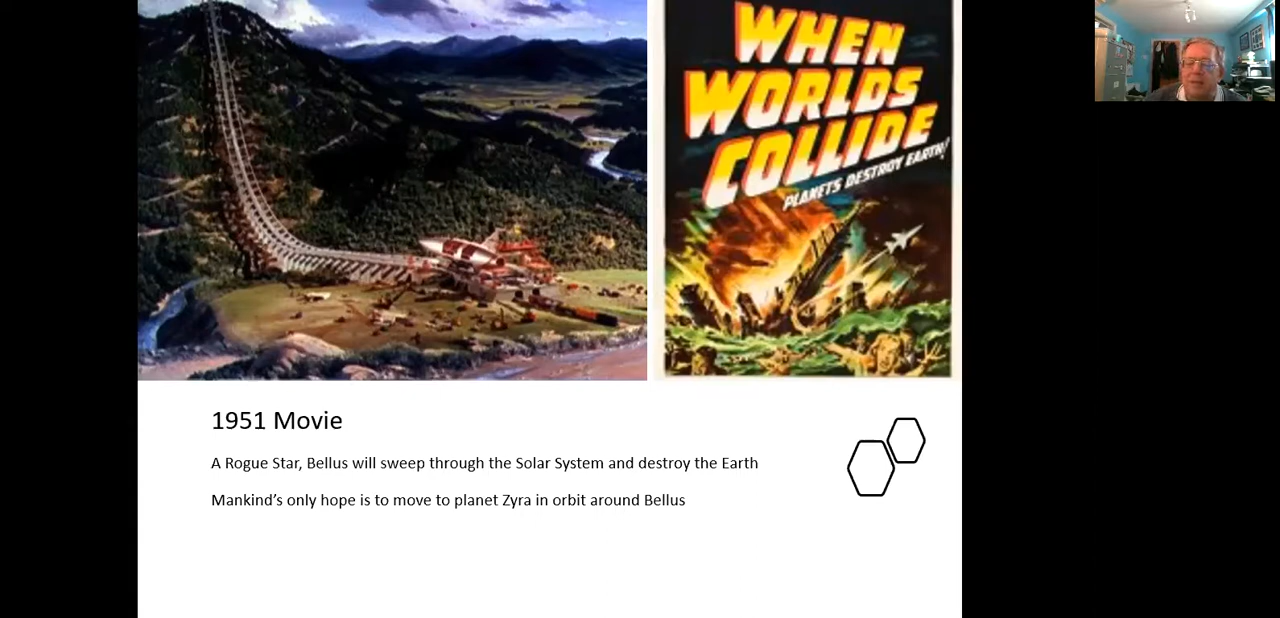 WHEN
WORLDS
COLLIDE
PLANETS DESTROY EARTH!
1951 Movie
A Rogue Star, Bellus will sweep through the Solar System and destroy the Earth
Mankind's only hope is to move to planet Zyra in orbit around Bellus